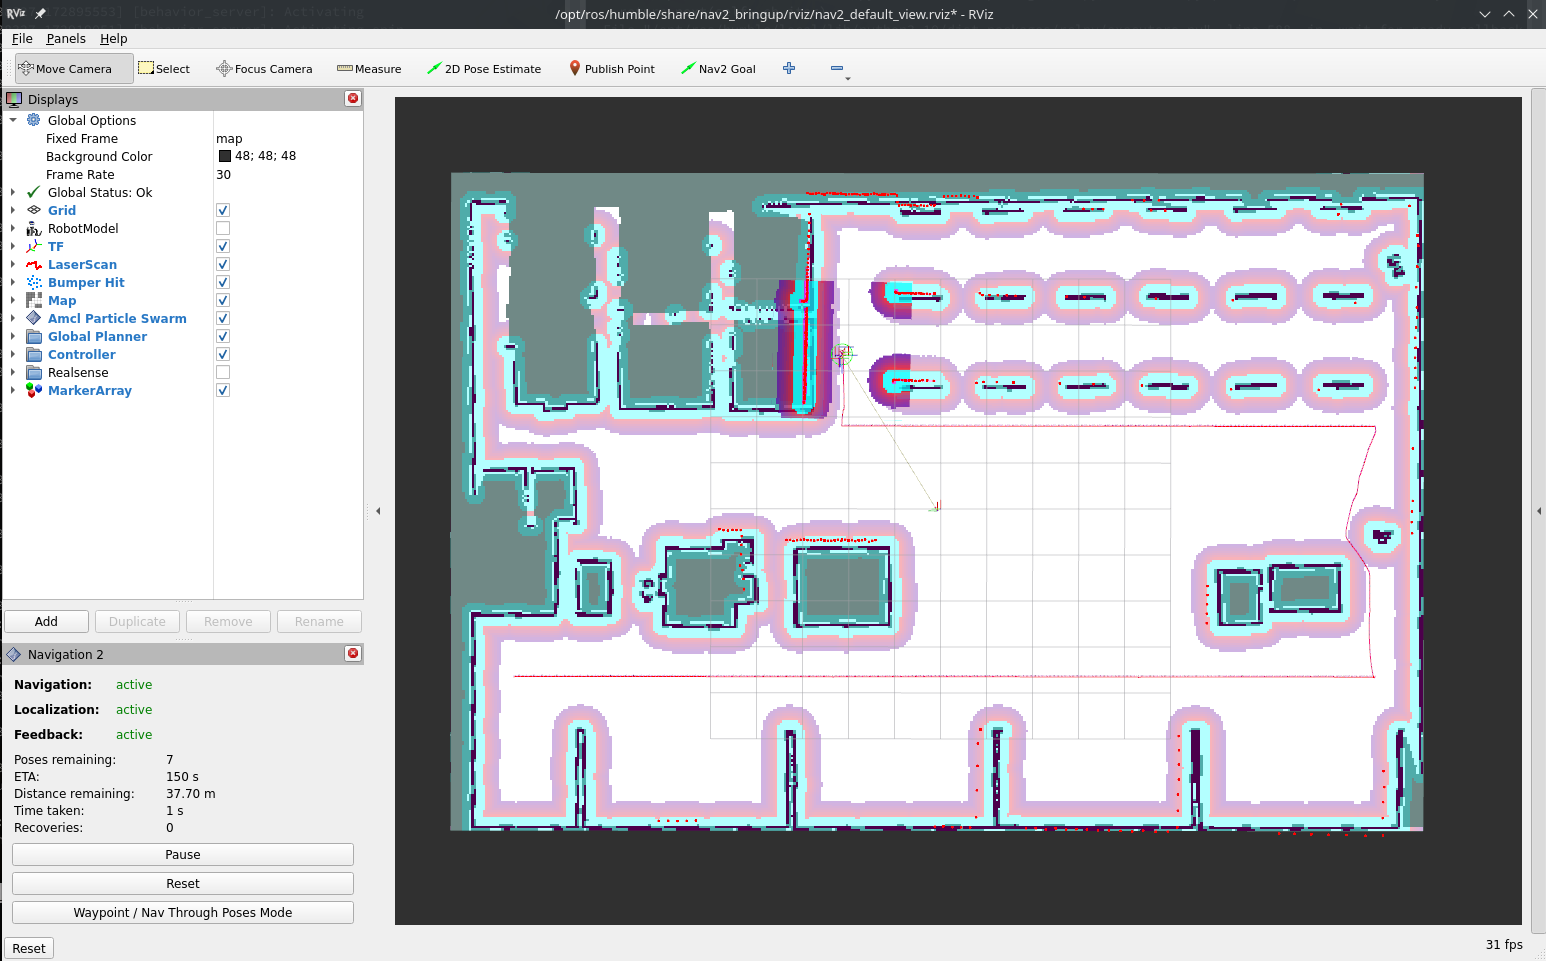 /opt/ros/humble/share/nav2_bringup/rviz/nav2_default_view.rviz* - RViz
RViz
File Panels Help
Move Camera Select Focus Camera Measure 2D Pose Estimate Publish Point Nav2 Goal
Displays
Global Options
Fixed Frame map
Background Color 48; 48; 48
Frame Rate 30
Global Status: Ok
Grid
RobotModel
TF
LaserScan
Bumper Hit
Map
Amcl Particle Swarm
Global Planner
Controller
Realsense
MarkerArray
Add Duplicate Remove Rename
Navigation 2
Navigation: active
Localization: active
Feedback: active
Poses remaining: 7
ETA: 150 s
Distance remaining: 37.70 m
Time taken: 1 s
Recoveries: 0
Pause
Reset
Waypoint / Nav Through Poses Mode
Reset 31 fps